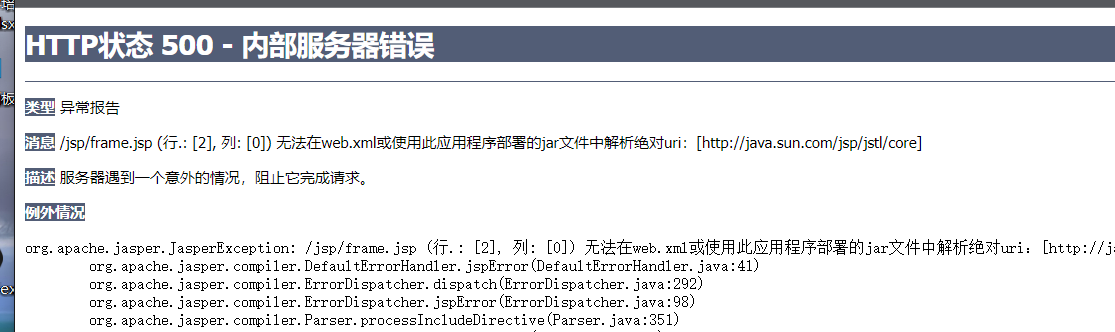 培
sx
HTTP状态 500 - 内部服务器错误
类型 异常报告
板
消息 /jsp/frame.jsp (行.: [2], 列: [0]) 无法在web.xml或使用此应用程序部署的jar文件中解析绝对uri：[http://java.sun.com/jsp/jstl/core]
描述 服务器遇到一个意外的情况，阻止它完成请求。
例外情况
org.apache.jasper.JasperException: /jsp/frame.jsp (行.: [2], 列: [0]) 无法在web.xml或使用此应用程序部署的jar文件中解析绝对uri：[http://ja
org.apache.jasper.compiler.DefaultErrorHandler.jspError(DefaultErrorHandler.java:41)
ex
org.apache.jasper.compiler.ErrorDispatcher.dispatch(ErrorDispatcher.java:292)
org.apache.jasper.compiler.ErrorDispatcher.jspError(ErrorDispatcher.java:98)
org.apache.jasper.compiler.Parser.processIncludeDirective(Parser.java:351)